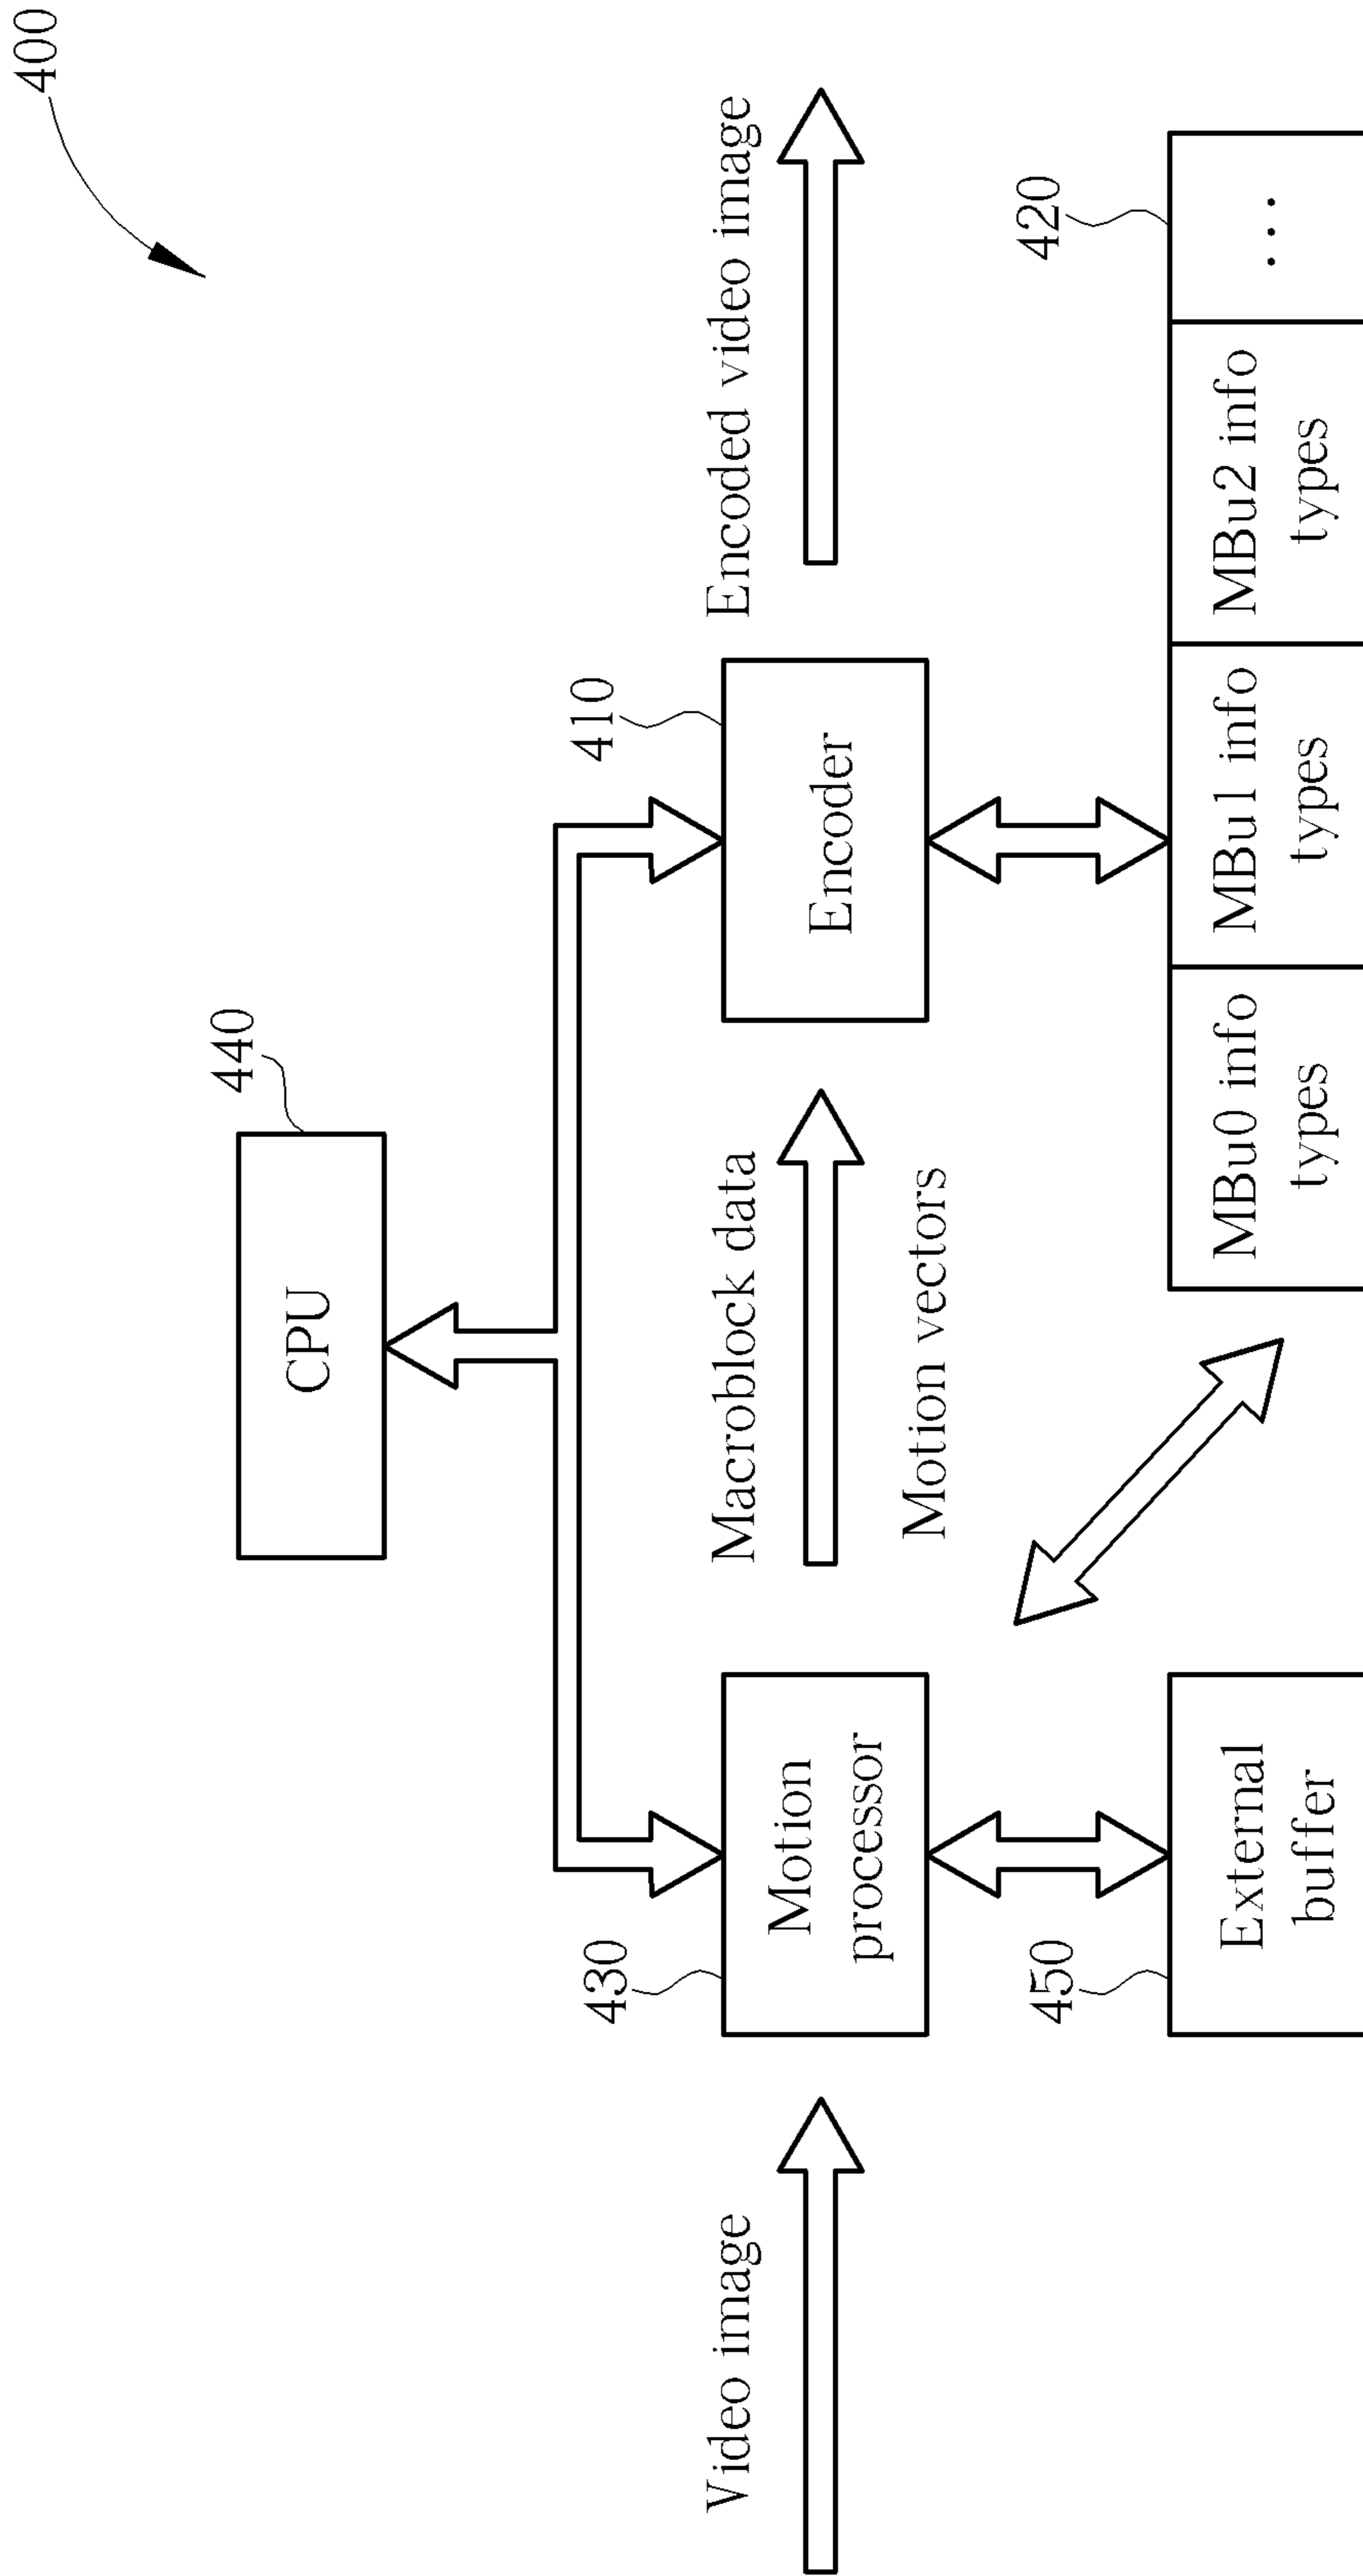 400
440
CPU
Video image
430
Motion
processor
Macroblock data
Motion vectors
410
Encoder
Encoded video image
450
External
buffer
420
MBu0 info
types
MBu1 info
types
MBu2 info
types
...